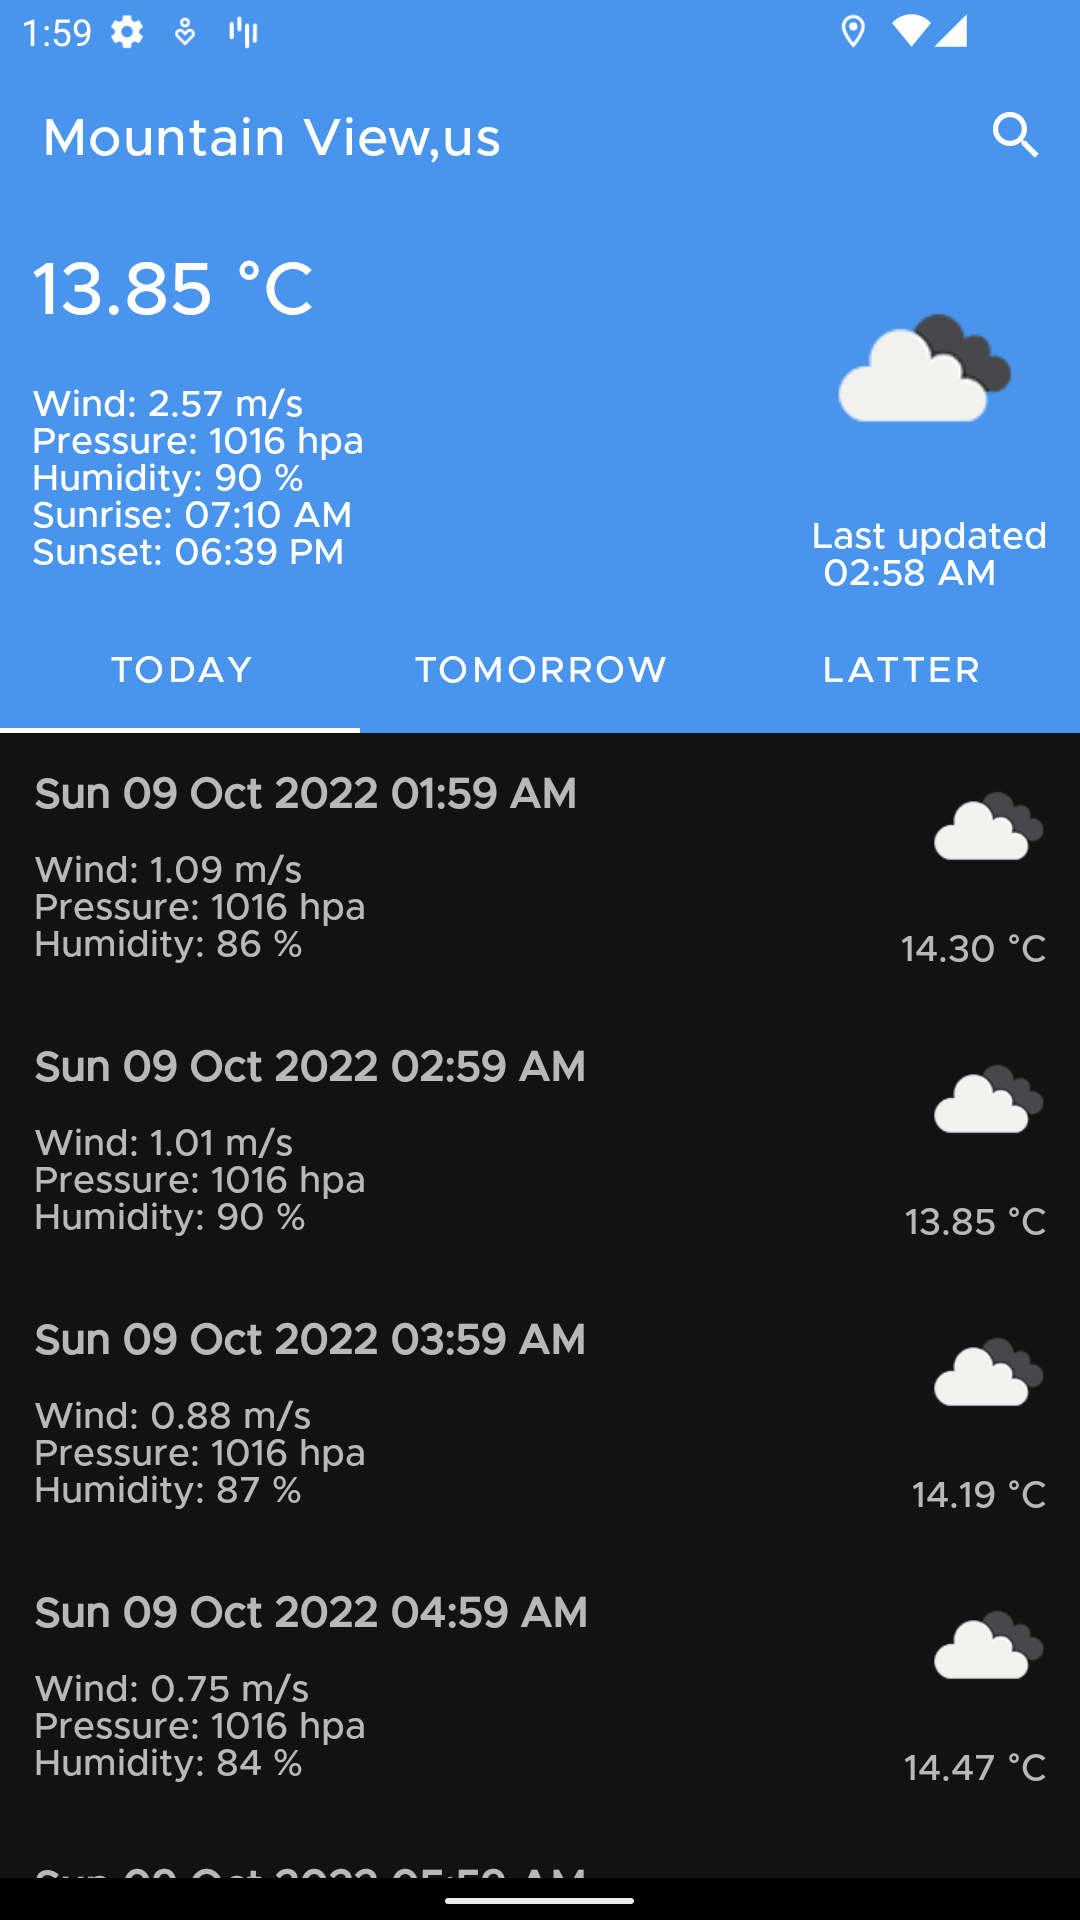 1:59
Mountain View,us
13.85 °C
Wind: 2.57 m/s
Pressure: 1016 hpa
Humidity: 90 %
Sunrise: 07:10 AM
Sunset: 06:39 PM
Last updated
02:58 AM
TODAY
TOMORROW
LATTER
Sun 09 Oct 2022 01:59 AM
Wind: 1.09 m/s
Pressure: 1016 hpa
Humidity: 86 %
14.30 °C
Sun 09 Oct 2022 02:59 AM
Wind: 1.01 m/s
Pressure: 1016 hpa
Humidity: 90 %
13.85 °C
Sun 09 Oct 2022 03:59 AM
Wind: 0.88 m/s
Pressure: 1016 hpa
Humidity: 87 %
14.19 °C
Sun 09 Oct 2022 04:59 AM
Wind: 0.75 m/s
Pressure: 1016 hpa
Humidity: 84 %
14.47 °C